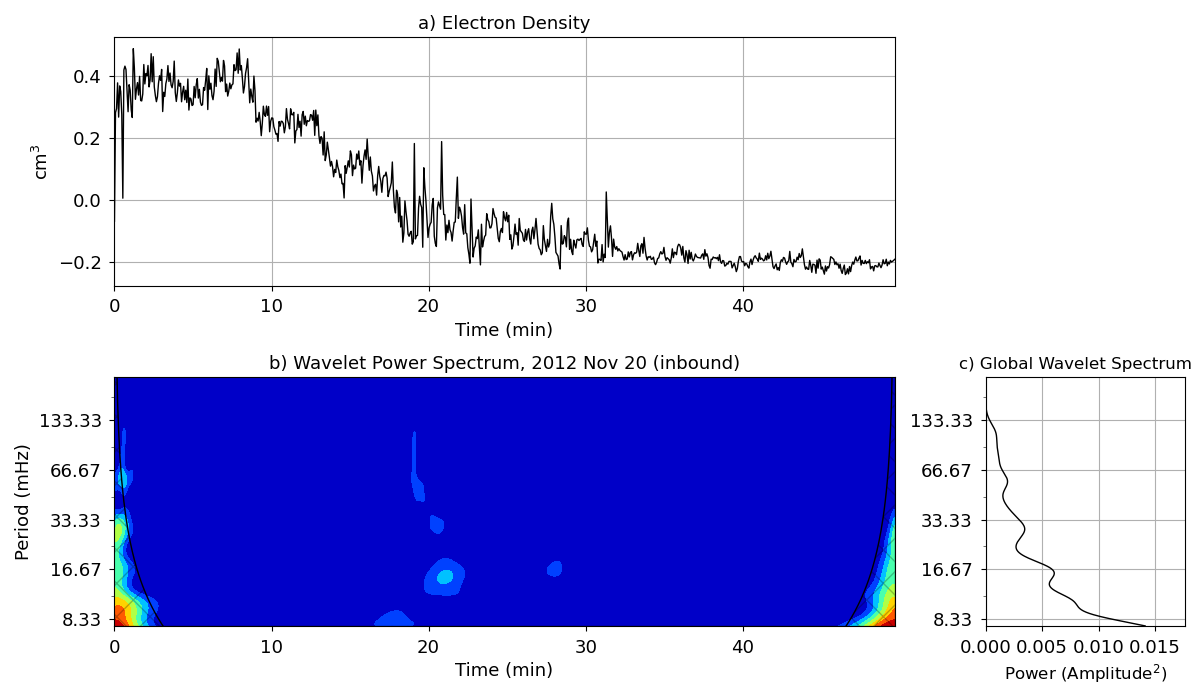 a) Electron Density
cm³
0.4
0.2
0.0
−0.2
0 10 20 30 40
Time (min)
b) Wavelet Power Spectrum, 2012 Nov 20 (inbound)
Period (mHz)
133.33
66.67
33.33
16.67
8.33
0 10 20 30 40
Time (min)
c) Global Wavelet Spectrum
133.33
66.67
33.33
16.67
8.33
0.000 0.005 0.010 0.015
Power (Amplitude²)